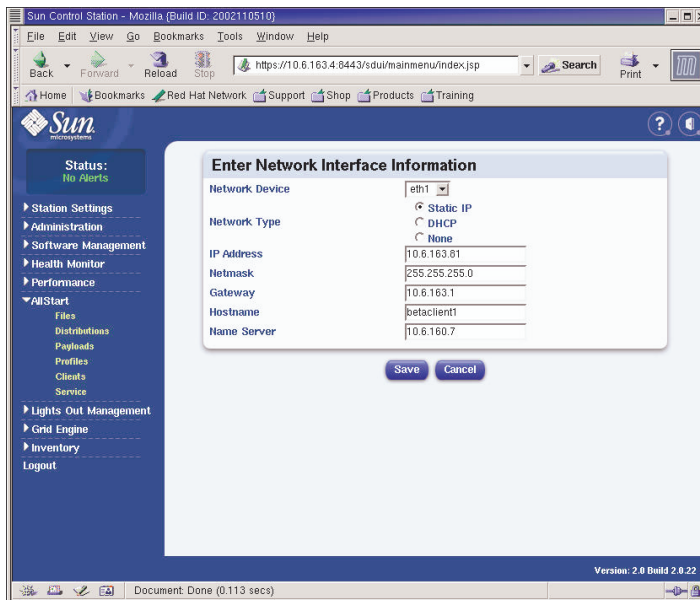 Sun Control Station - Mozilla {Build ID: 2002110510}
File Edit View Go Bookmarks Tools Window Help
Back Forward Reload Stop https://10.6.163.4:8443/sdui/mainmenu/index.jsp Search Print
Home Bookmarks Red Hat Network Support Shop Products Training
Sun
microsystems
?
Status:
No Alerts
Station Settings
Administration
Software Management
Health Monitor
Performance
AllStart
Files
Distributions
Payloads
Profiles
Clients
Service
Lights Out Management
Grid Engine
Inventory
Logout
Enter Network Interface Information
Network Device eth1
Network Type
Static IP
DHCP
None
IP Address 10.6.163.81
Netmask 255.255.255.0
Gateway 10.6.163.1
Hostname betaclient1
Name Server 10.6.160.7
Save Cancel
Version: 2.0 Build 2.0.22
Document: Done (0.113 secs)